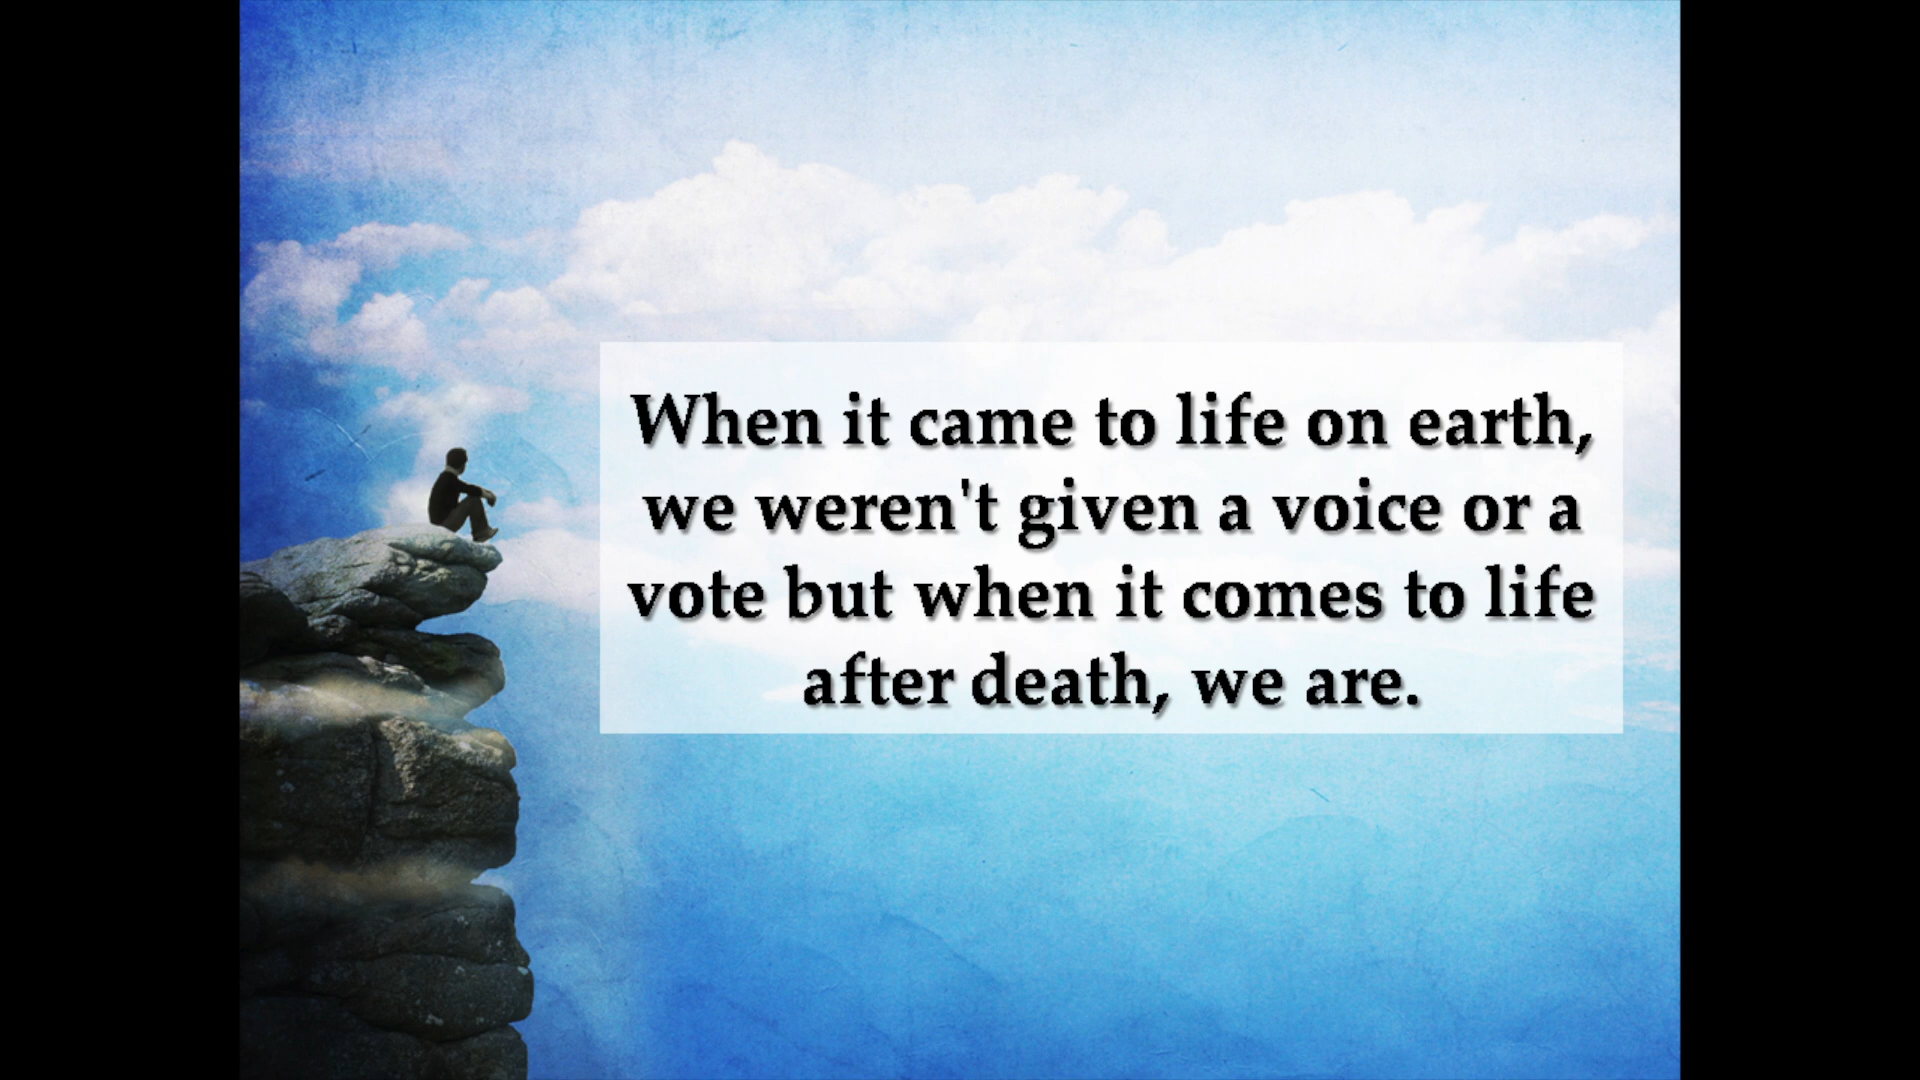 When it came to life on earth,
we weren't given a voice or a
vote but when it comes to life
after death, we are.